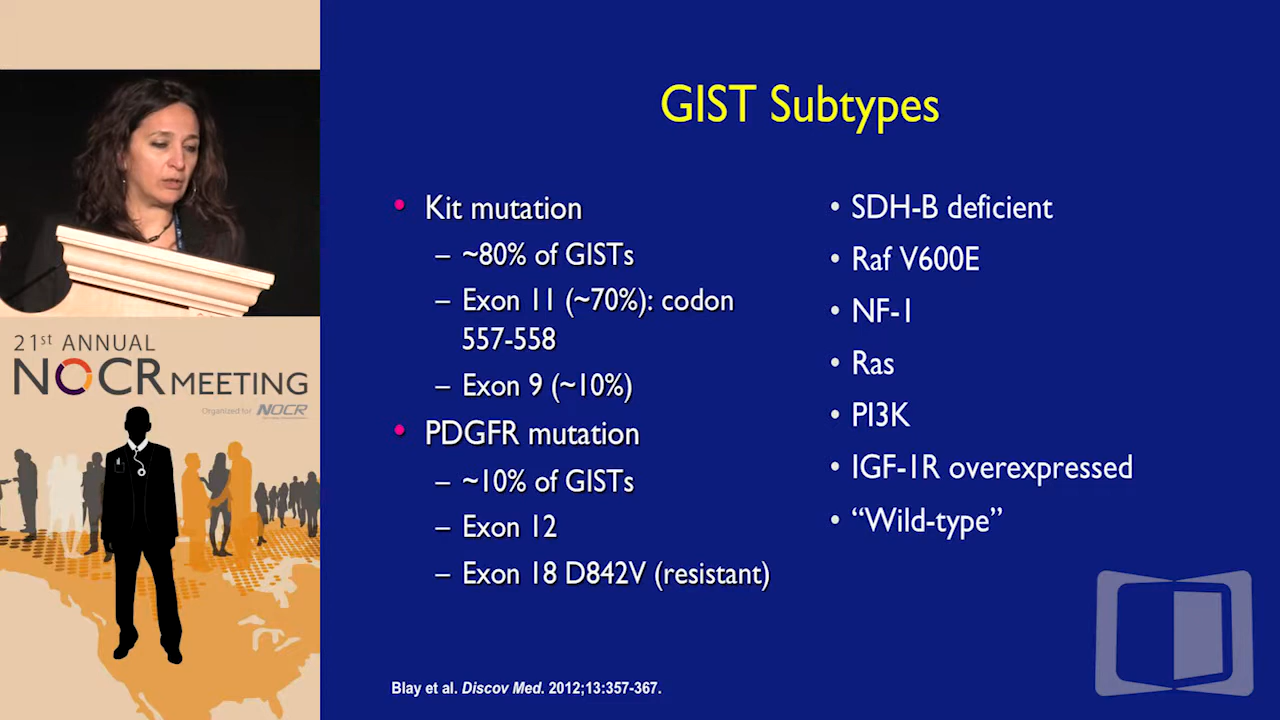 21st ANNUAL
NOCR MEETING
Organized for NOCR
GIST Subtypes
• Kit mutation
– ~80% of GISTs
– Exon 11 (~70%): codon
557-558
– Exon 9 (~10%)
• PDGFR mutation
– ~10% of GISTs
– Exon 12
– Exon 18 D842V (resistant)
• SDH-B deficient
• Raf V600E
• NF-1
• Ras
• PI3K
• IGF-1R overexpressed
• “Wild-type”
Blay et al. Discov Med. 2012;13:357-367.